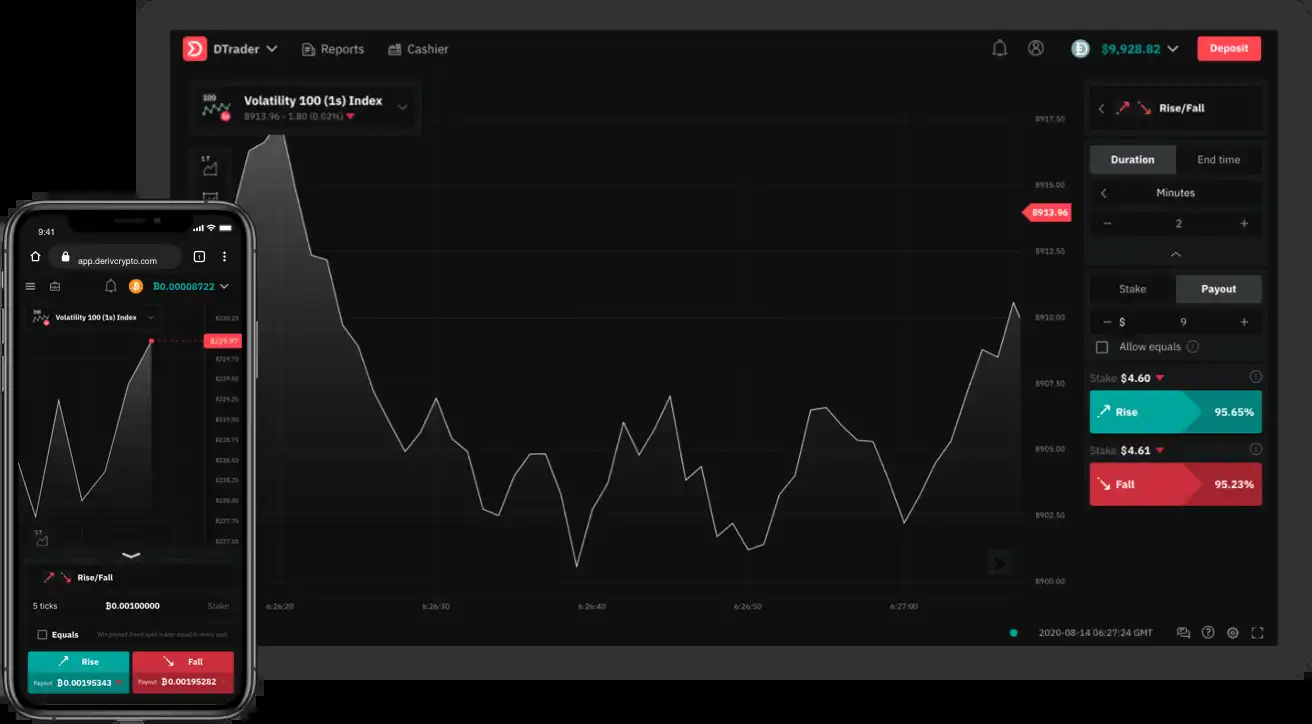 DTrader Reports Cashier $9,928.82 Deposit
100 Volatility 100 (1s) Index
8913.96 - 1.80 (0.02%)
1T
8917.50
8915.00
8913.96
8912.50
8910.00
8907.50
8905.00
8902.50
8900.00
6:26:20 6:26:30 6:26:40 6:26:50 6:27:00
2020-08-14 06:27:24 GMT
Rise/Fall
Duration End time
Minutes
− 2 +
Stake Payout
− $ 9 +
Allow equals
Stake $4.60
Rise 95.65%
Stake $4.61
Fall 95.23%
9:41
app.derivcrypto.com
₿0.00008722
100 Volatility 100 (1s) Index
8230.25
8229.97
8229.75
8229.50
8229.25
8229.00
8228.75
8228.50
8228.25
8228.00
8227.75
8227.50
1T
Rise/Fall
5 ticks ₿0.00100000 Stake
Equals Win payout if exit spot is also equal to entry spot.
Rise Fall
Payout ₿0.00195343 Payout ₿0.00195282